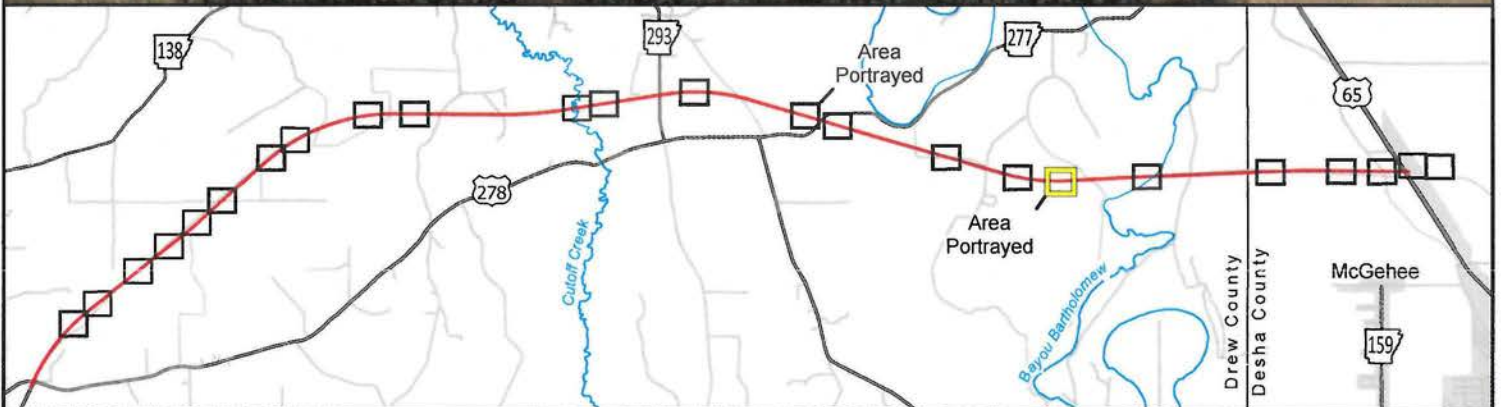 138
293
277
Area
Portrayed
65
278
Cutoff Creek
Area
Portrayed
Bayou Bartholomew
Drew County
Desha County
McGehee
159